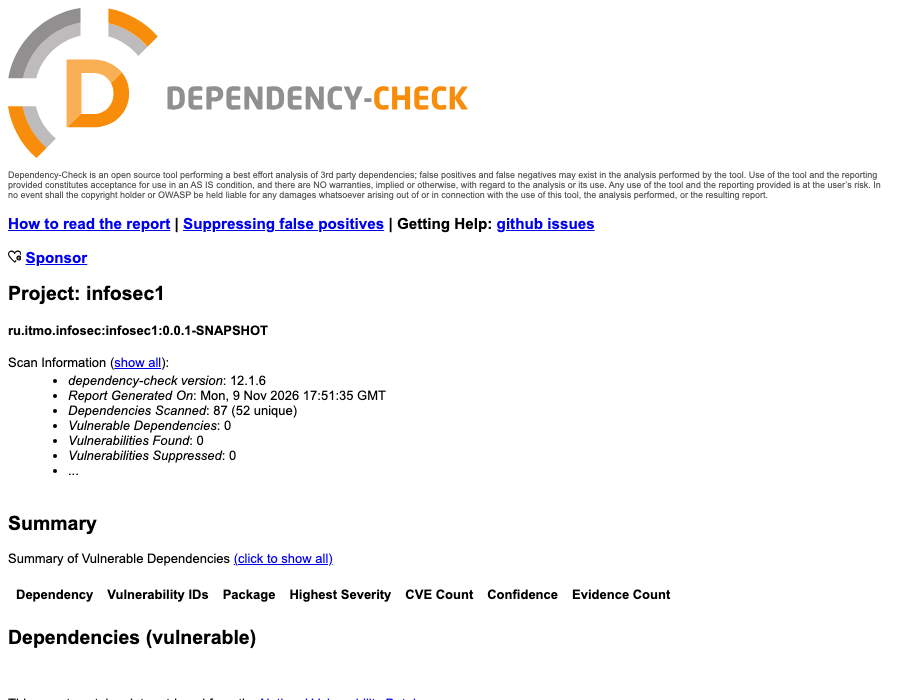 D
DEPENDENCY-CHECK
Dependency-Check is an open source tool performing a best effort analysis of 3rd party dependencies; false positives and false negatives may exist in the analysis performed by the tool. Use of the tool and the reporting
provided constitutes acceptance for use in an AS IS condition, and there are NO warranties, implied or otherwise, with regard to the analysis or its use. Any use of the tool and the reporting provided is at the user's risk. In
no event shall the copyright holder or OWASP be held liable for any damages whatsoever arising out of or in connection with the use of this tool, the analysis performed, or the resulting report.
How to read the report | Suppressing false positives | Getting Help: github issues
Sponsor
Project: infosec1
ru.itmo.infosec:infosec1:0.0.1-SNAPSHOT
Scan Information (show all):
• dependency-check version: 12.1.6
• Report Generated On: Mon, 9 Nov 2026 17:51:35 GMT
• Dependencies Scanned: 87 (52 unique)
• Vulnerable Dependencies: 0
• Vulnerabilities Found: 0
• Vulnerabilities Suppressed: 0
• ...
Summary
Summary of Vulnerable Dependencies (click to show all)
Dependency Vulnerability IDs Package Highest Severity CVE Count Confidence Evidence Count
Dependencies (vulnerable)